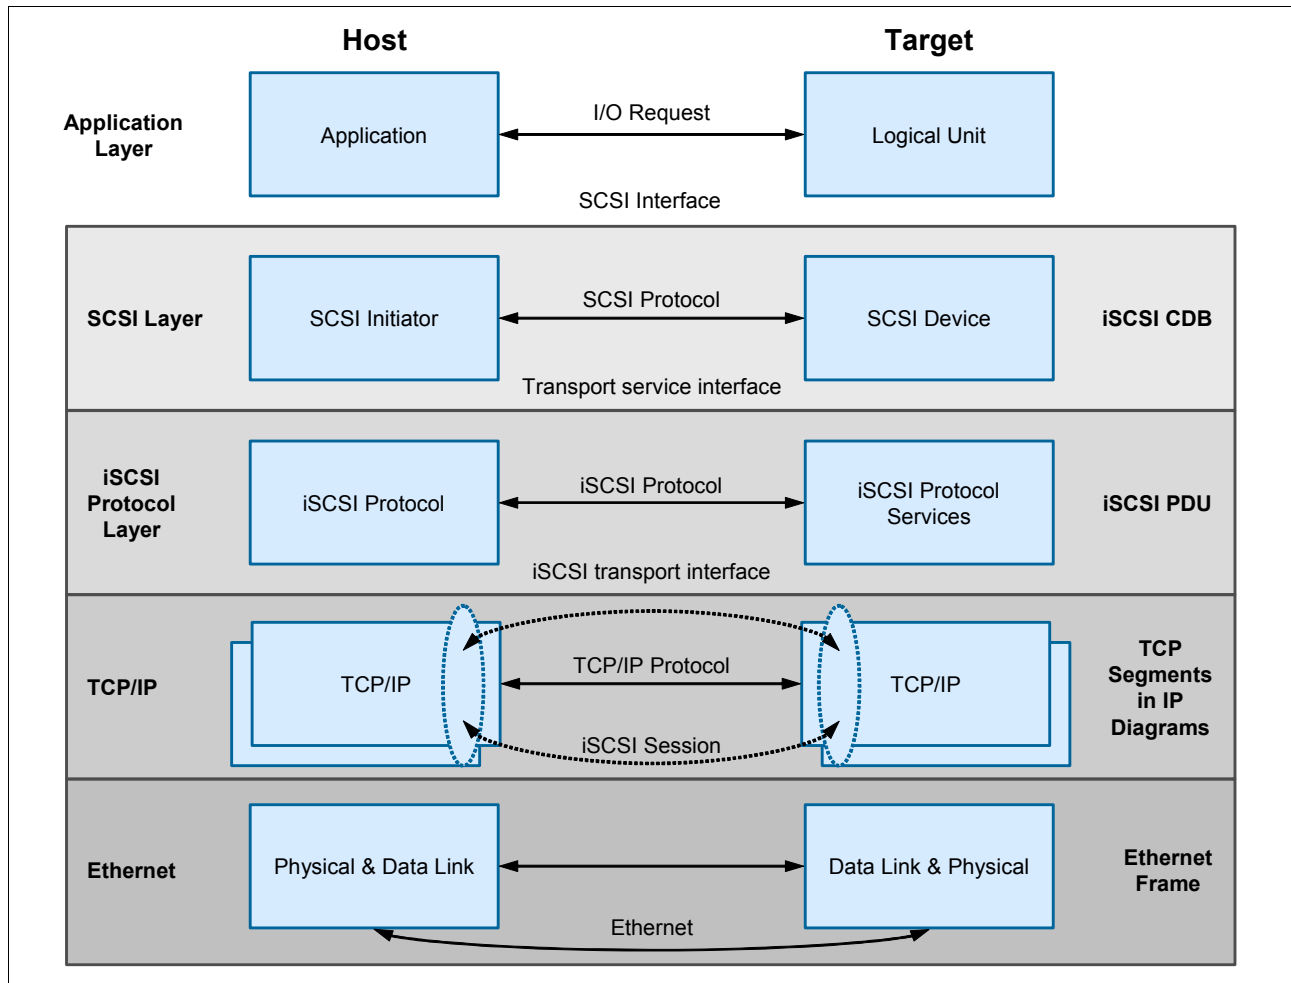 Host
Target
Application
Layer
Application
I/O Request
Logical Unit
SCSI Interface
SCSI Layer
SCSI Initiator
SCSI Protocol
SCSI Device
iSCSI CDB
Transport service interface
iSCSI
Protocol
Layer
iSCSI Protocol
iSCSI Protocol
iSCSI Protocol
Services
iSCSI PDU
iSCSI transport interface
TCP/IP
TCP/IP
TCP/IP Protocol
iSCSI Session
TCP/IP
TCP
Segments
in IP
Diagrams
Ethernet
Physical & Data Link
Data Link & Physical
Ethernet
Frame
Ethernet